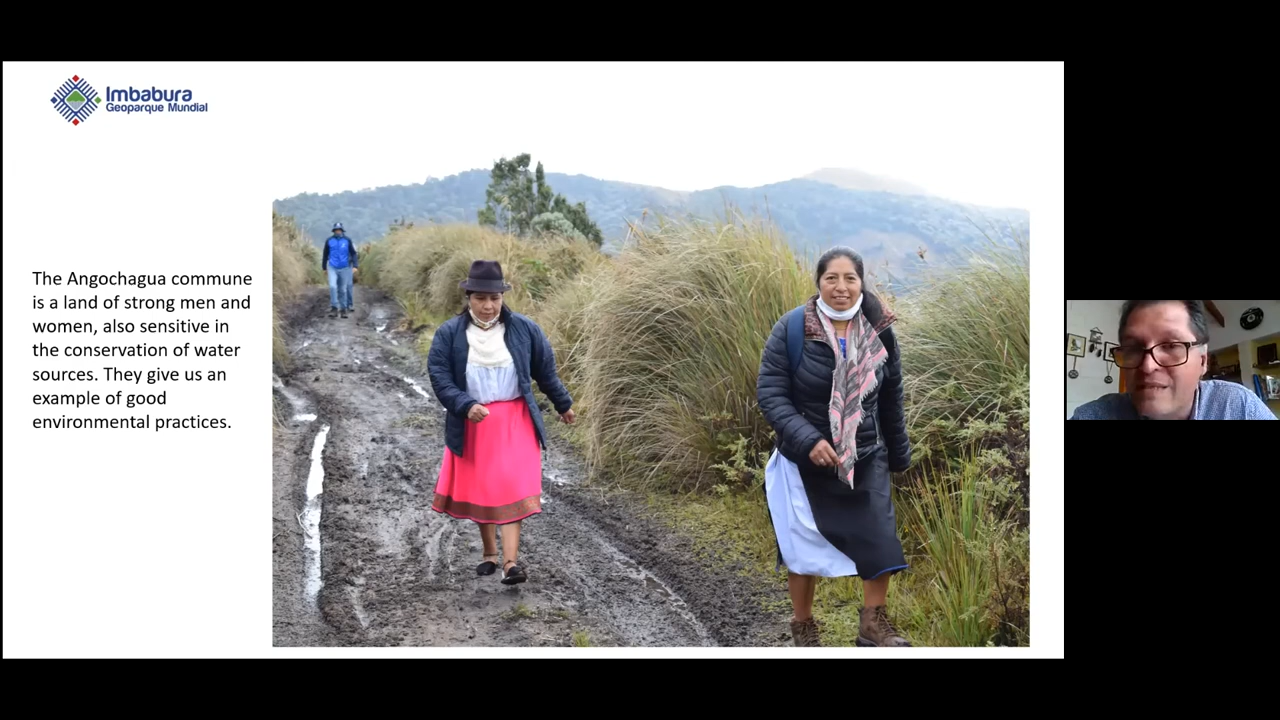 Imbabura
Geoparque Mundial
The Angochagua commune
is a land of strong men and
women, also sensitive in
the conservation of water
sources. They give us an
example of good
environmental practices.